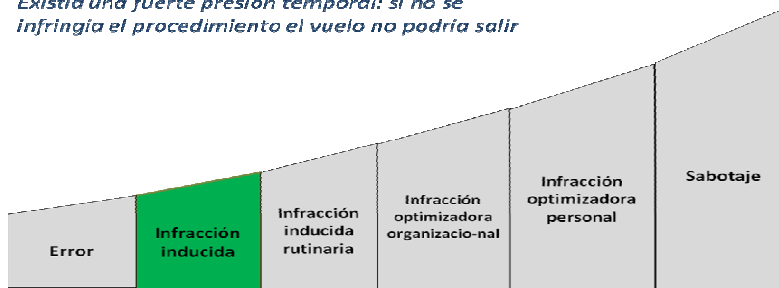 Existía una fuerte presión temporal: si no se
infringía el procedimiento el vuelo no podría salir
Error
Infracción
inducida
Infracción
inducida
rutinaria
Infracción
optimizadora
organizacio-nal
Infracción
optimizadora
personal
Sabotaje